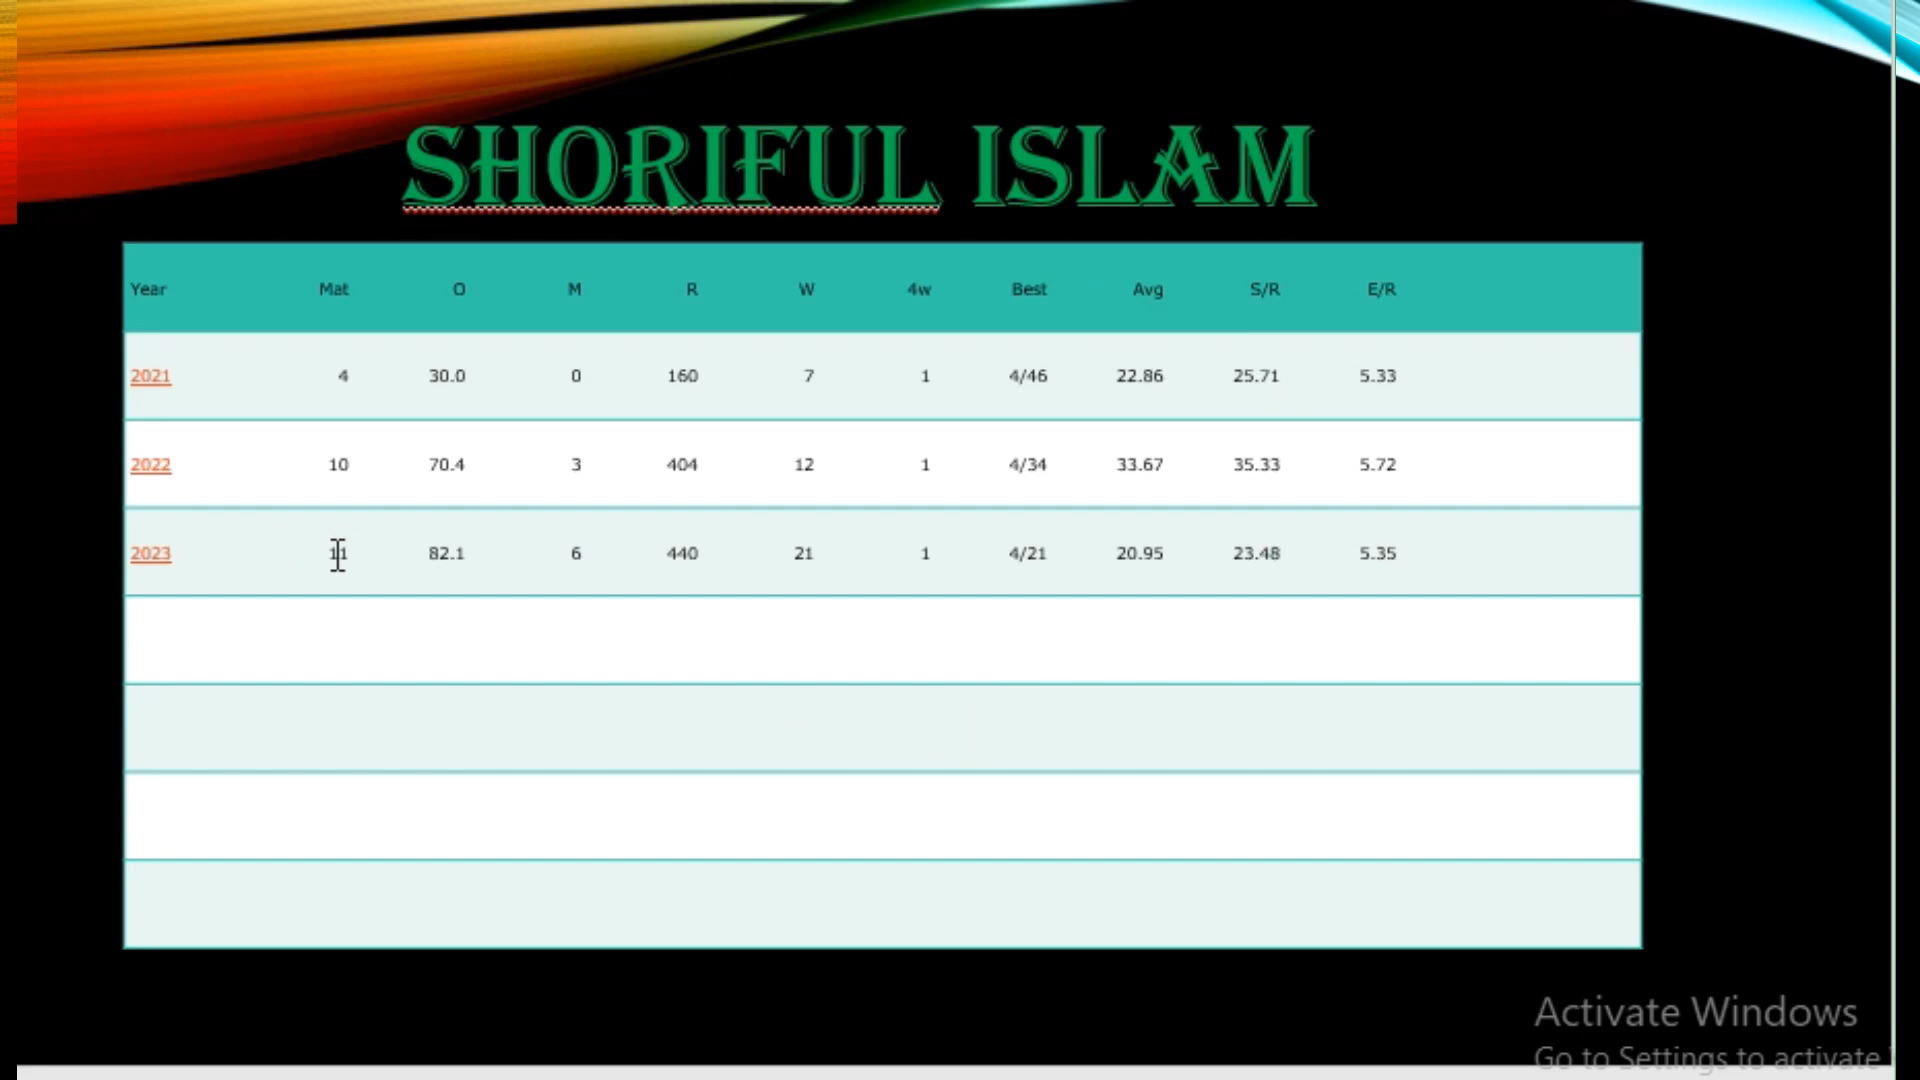 SHORIFUL ISLAM
Year Mat O M R W 4w Best Avg S/R E/R
2021 4 30.0 0 160 7 1 4/46 22.86 25.71 5.33
2022 10 70.4 3 404 12 1 4/34 33.67 35.33 5.72
2023 11 82.1 6 440 21 1 4/21 20.95 23.48 5.35
Activate Windows
Go to Settings to activate